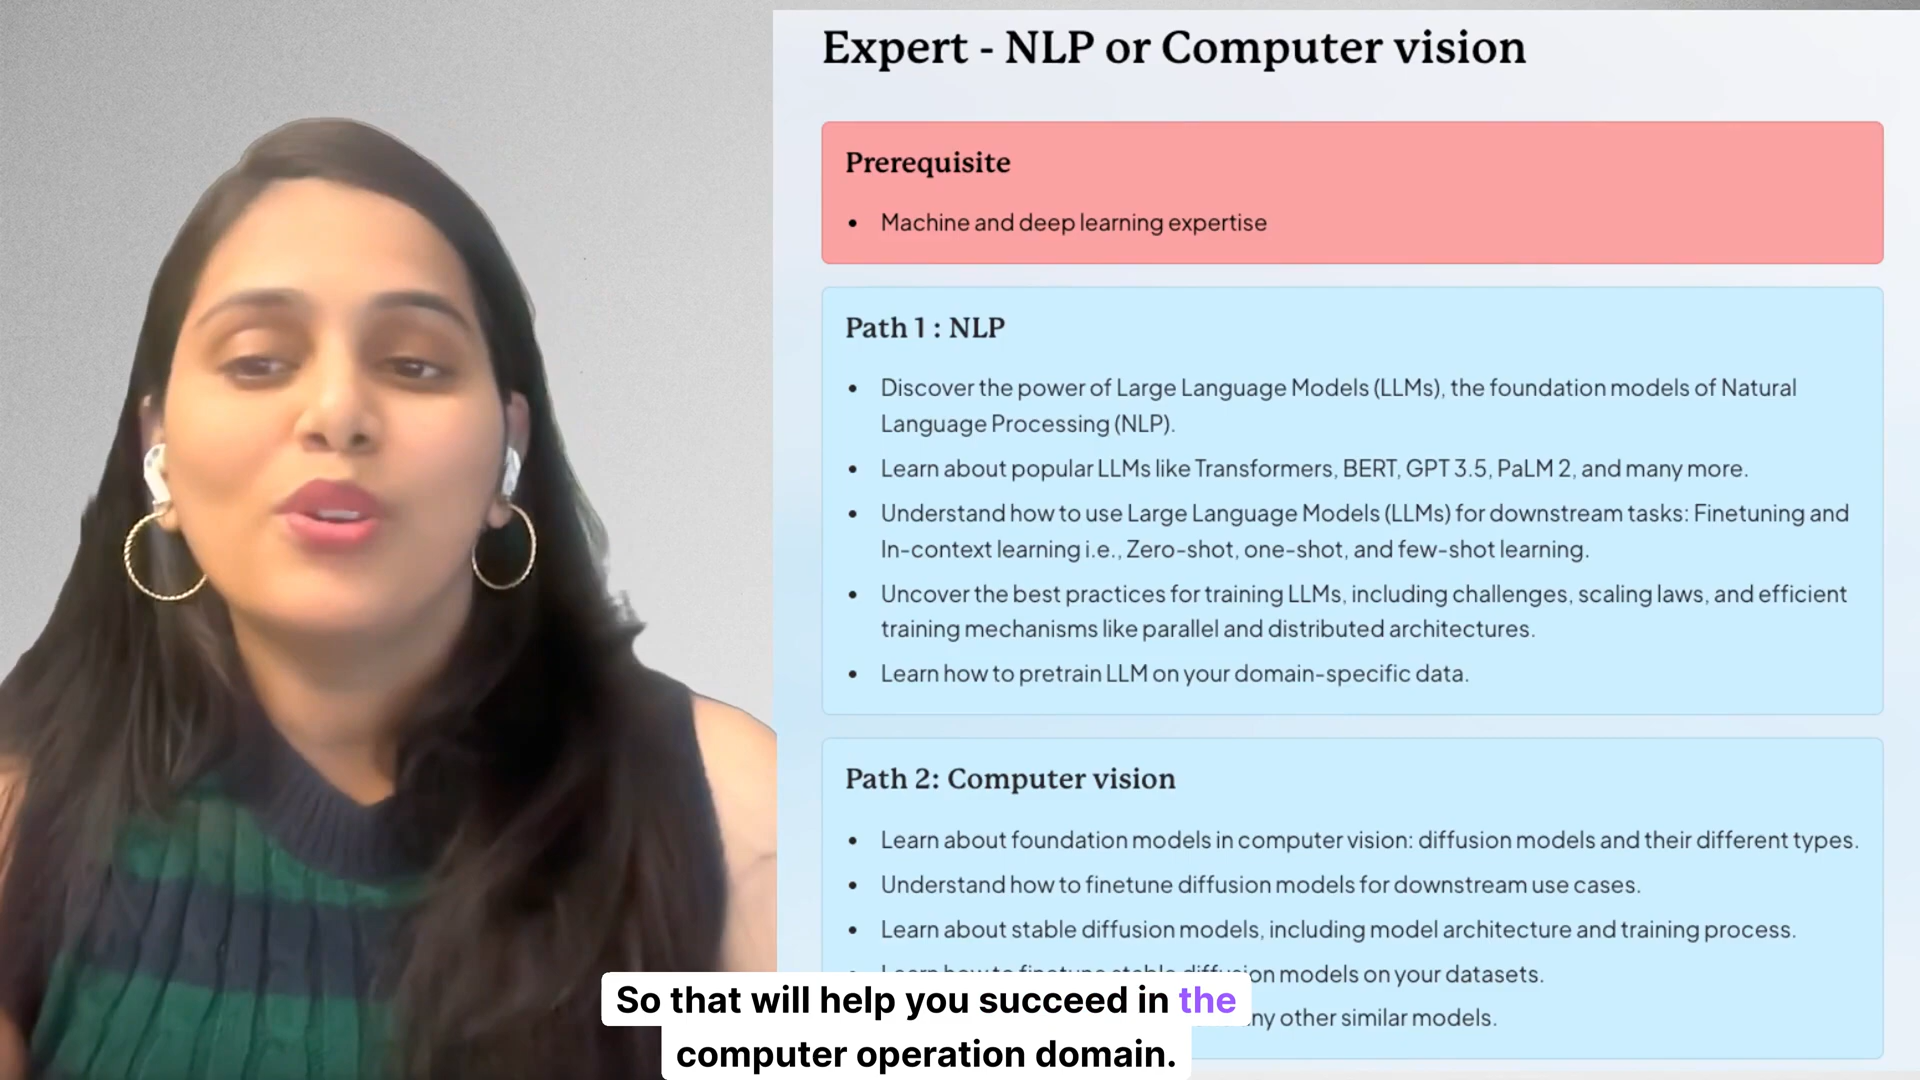 Expert - NLP or Computer vision
Prerequisite
• Machine and deep learning expertise
Path 1 : NLP
• Discover the power of Large Language Models (LLMs), the foundation models of Natural
Language Processing (NLP).
• Learn about popular LLMs like Transformers, BERT, GPT 3.5, PaLM 2, and many more.
• Understand how to use Large Language Models (LLMs) for downstream tasks: Finetuning and
In-context learning i.e., Zero-shot, one-shot, and few-shot learning.
• Uncover the best practices for training LLMs, including challenges, scaling laws, and efficient
training mechanisms like parallel and distributed architectures.
• Learn how to pretrain LLM on your domain-specific data.
Path 2: Computer vision
• Learn about foundation models in computer vision: diffusion models and their different types.
• Understand how to finetune diffusion models for downstream use cases.
• Learn about stable diffusion models, including model architecture and training process.
Learn how to finetune stable diffusion models on your datasets.
other similar models.
So that will help you succeed in the
computer operation domain.